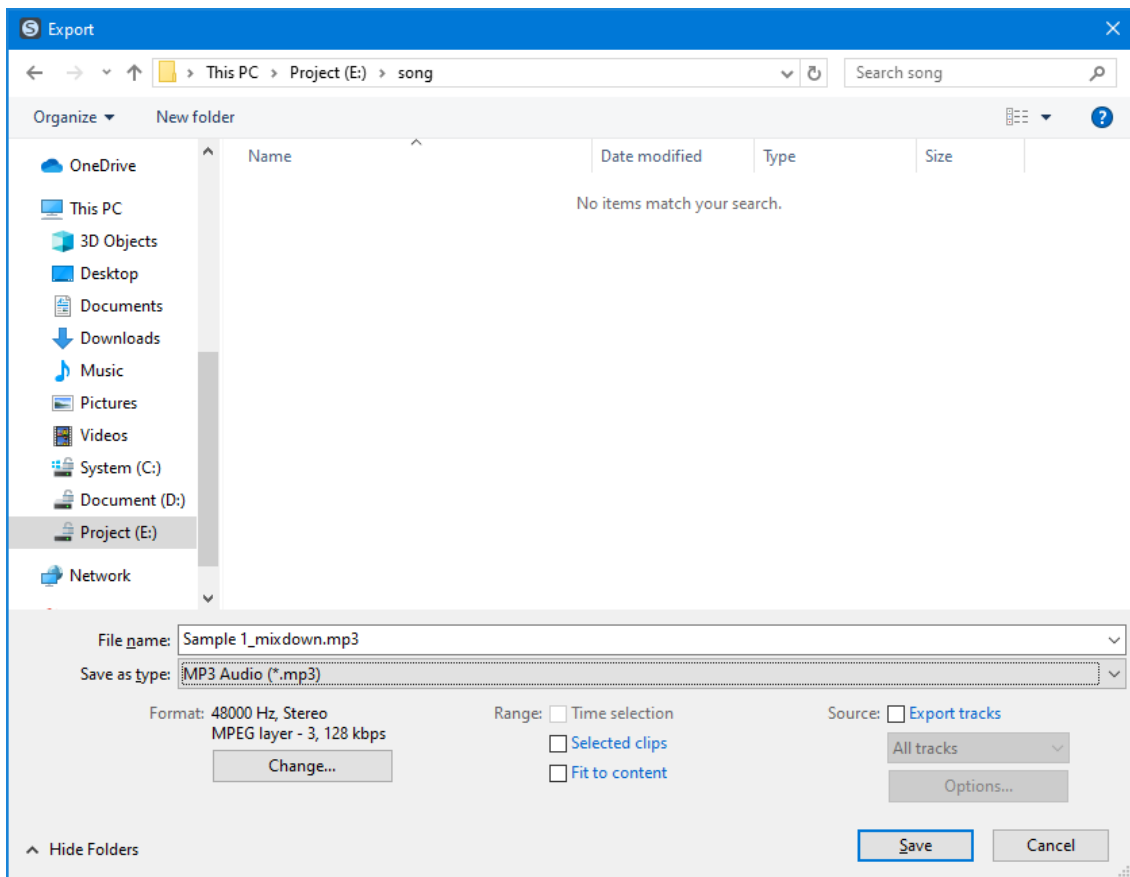 Export
This PC > Project (E:) > song
Search song
Organize
New folder
Name
Date modified
Type
Size
No items match your search.
OneDrive
This PC
3D Objects
Desktop
Documents
Downloads
Music
Pictures
Videos
System (C:)
Document (D:)
Project (E:)
Network
File name: Sample 1_mixdown.mp3
Save as type: MP3 Audio (*.mp3)
Format: 48000 Hz, Stereo
MPEG layer - 3, 128 kbps
Change...
Range: Time selection
Selected clips
Fit to content
Source: Export tracks
All tracks
Options...
Hide Folders
Save
Cancel